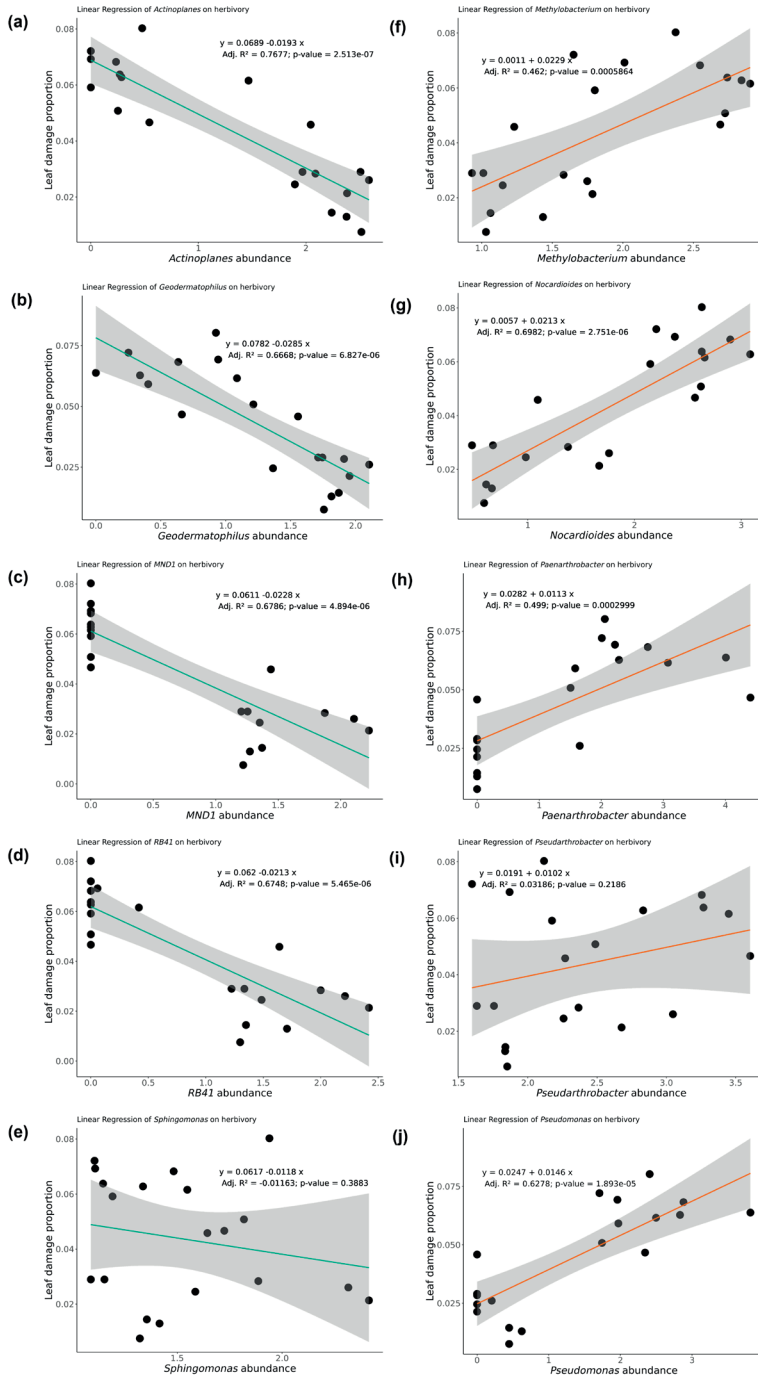 (a)
Linear Regression of Actinoplanes on herbivory
y = 0.0689 -0.0193 x
Adj. R² = 0.7677; p-value = 2.513e-07
Leaf damage proportion
0.08
0.06
0.04
0.02
0
1
2
Actinoplanes abundance
(b)
Linear Regression of Geodermatophilus on herbivory
y = 0.0782 -0.0285 x
Adj. R² = 0.6668; p-value = 6.827e-06
Leaf damage proportion
0.075
0.050
0.025
0.0
0.5
1.0
1.5
2.0
Geodermatophilus abundance
(c)
Linear Regression of MND1 on herbivory
y = 0.0611 -0.0228 x
Adj. R² = 0.6786; p-value = 4.894e-06
Leaf damage proportion
0.08
0.06
0.04
0.02
0.00
0.0
0.5
1.0
1.5
2.0
MND1 abundance
(d)
Linear Regression of RB41 on herbivory
y = 0.062 -0.0213 x
Adj. R² = 0.6748; p-value = 5.465e-06
Leaf damage proportion
0.08
0.06
0.04
0.02
0.00
0.0
0.5
1.0
1.5
2.0
2.5
RB41 abundance
(e)
Linear Regression of Sphingomonas on herbivory
y = 0.0617 -0.0118 x
Adj. R² = -0.01163; p-value = 0.3883
Leaf damage proportion
0.08
0.06
0.04
0.02
1.5
2.0
Sphingomonas abundance
(f)
Linear Regression of Methylobacterium on herbivory
y = 0.0011 + 0.0229 x
Adj. R² = 0.462; p-value = 0.0005864
Leaf damage proportion
0.08
0.06
0.04
0.02
1.0
1.5
2.0
2.5
Methylobacterium abundance
(g)
Linear Regression of Nocardioides on herbivory
y = 0.0057 + 0.0213 x
Adj. R² = 0.6982; p-value = 2.751e-06
Leaf damage proportion
0.08
0.06
0.04
0.02
1
2
3
Nocardioides abundance
(h)
Linear Regression of Paenarthrobacter on herbivory
y = 0.0282 + 0.0113 x
Adj. R² = 0.499; p-value = 0.0002999
Leaf damage proportion
0.075
0.050
0.025
0
1
2
3
4
Paenarthrobacter abundance
(i)
Linear Regression of Pseudarthrobacter on herbivory
y = 0.0191 + 0.0102 x
Adj. R² = 0.03186; p-value = 0.2186
Leaf damage proportion
0.08
0.06
0.04
0.02
1.5
2.0
2.5
3.0
3.5
Pseudarthrobacter abundance
(j)
Linear Regression of Pseudomonas on herbivory
y = 0.0247 + 0.0146 x
Adj. R² = 0.6278; p-value = 1.893e-05
Leaf damage proportion
0.075
0.050
0.025
0.000
0
1
2
3
Pseudomonas abundance